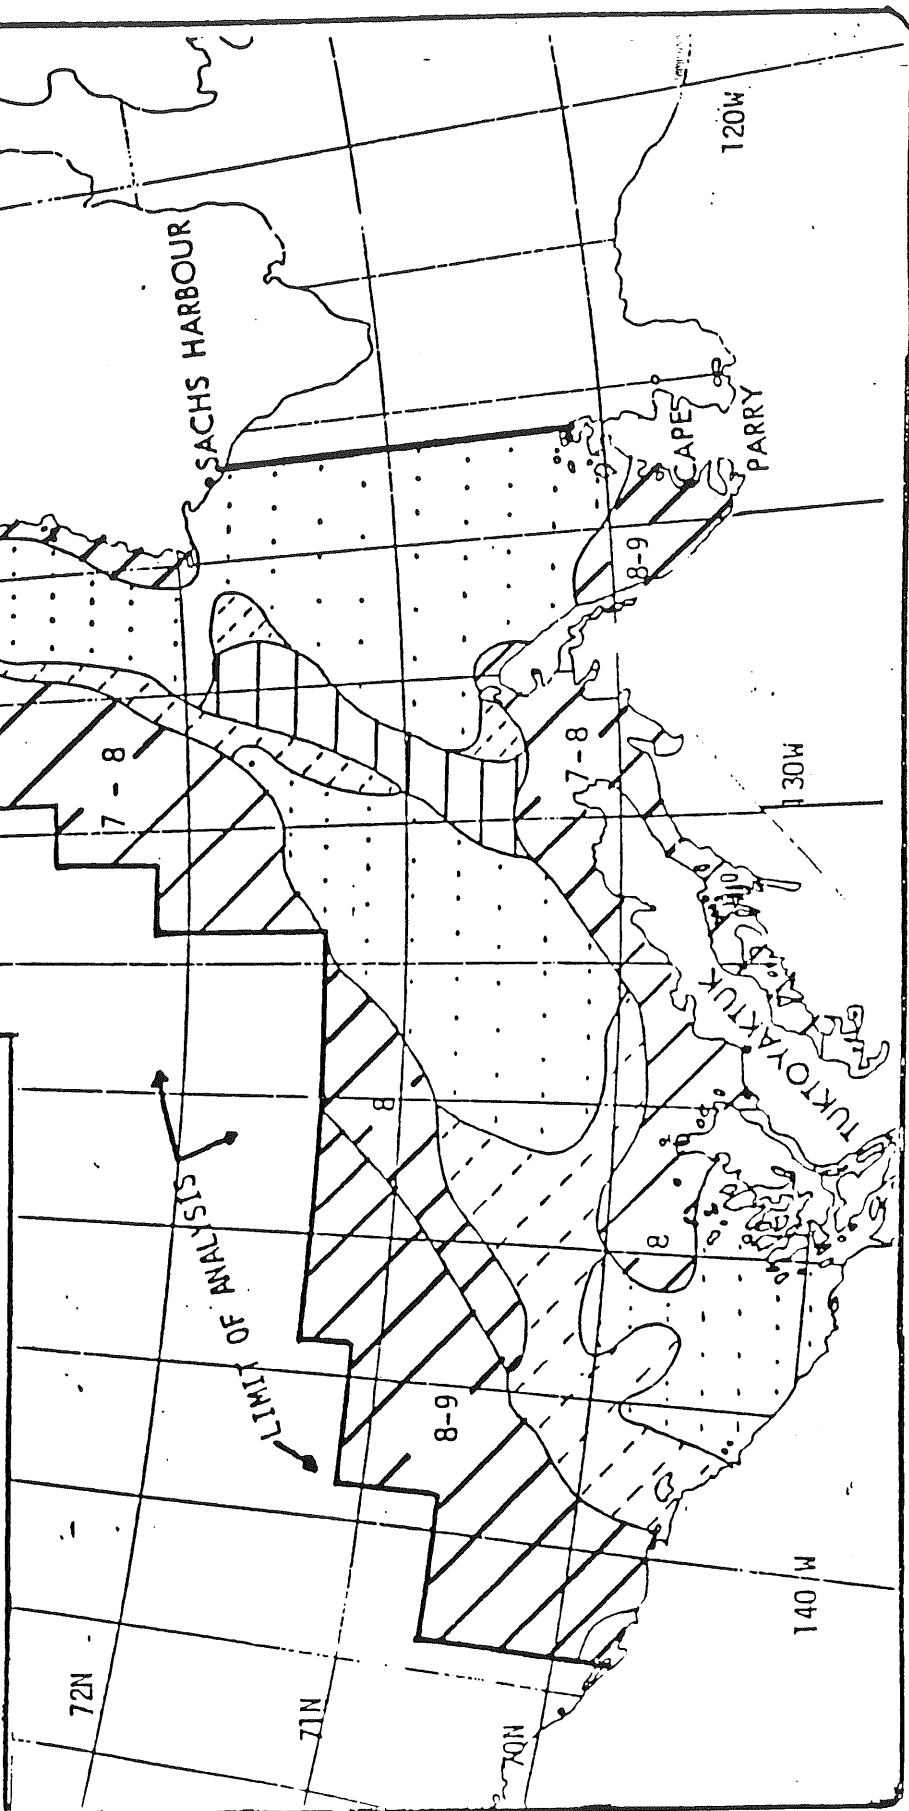 72N
71N
70N
140 W
130W
120W
LIMIT OF ANALYSIS
SACHS HARBOUR
CAPE
PARRY
TUKTOYAKTUK
7 - 8
7 - 8
8
8
8-9
8-9